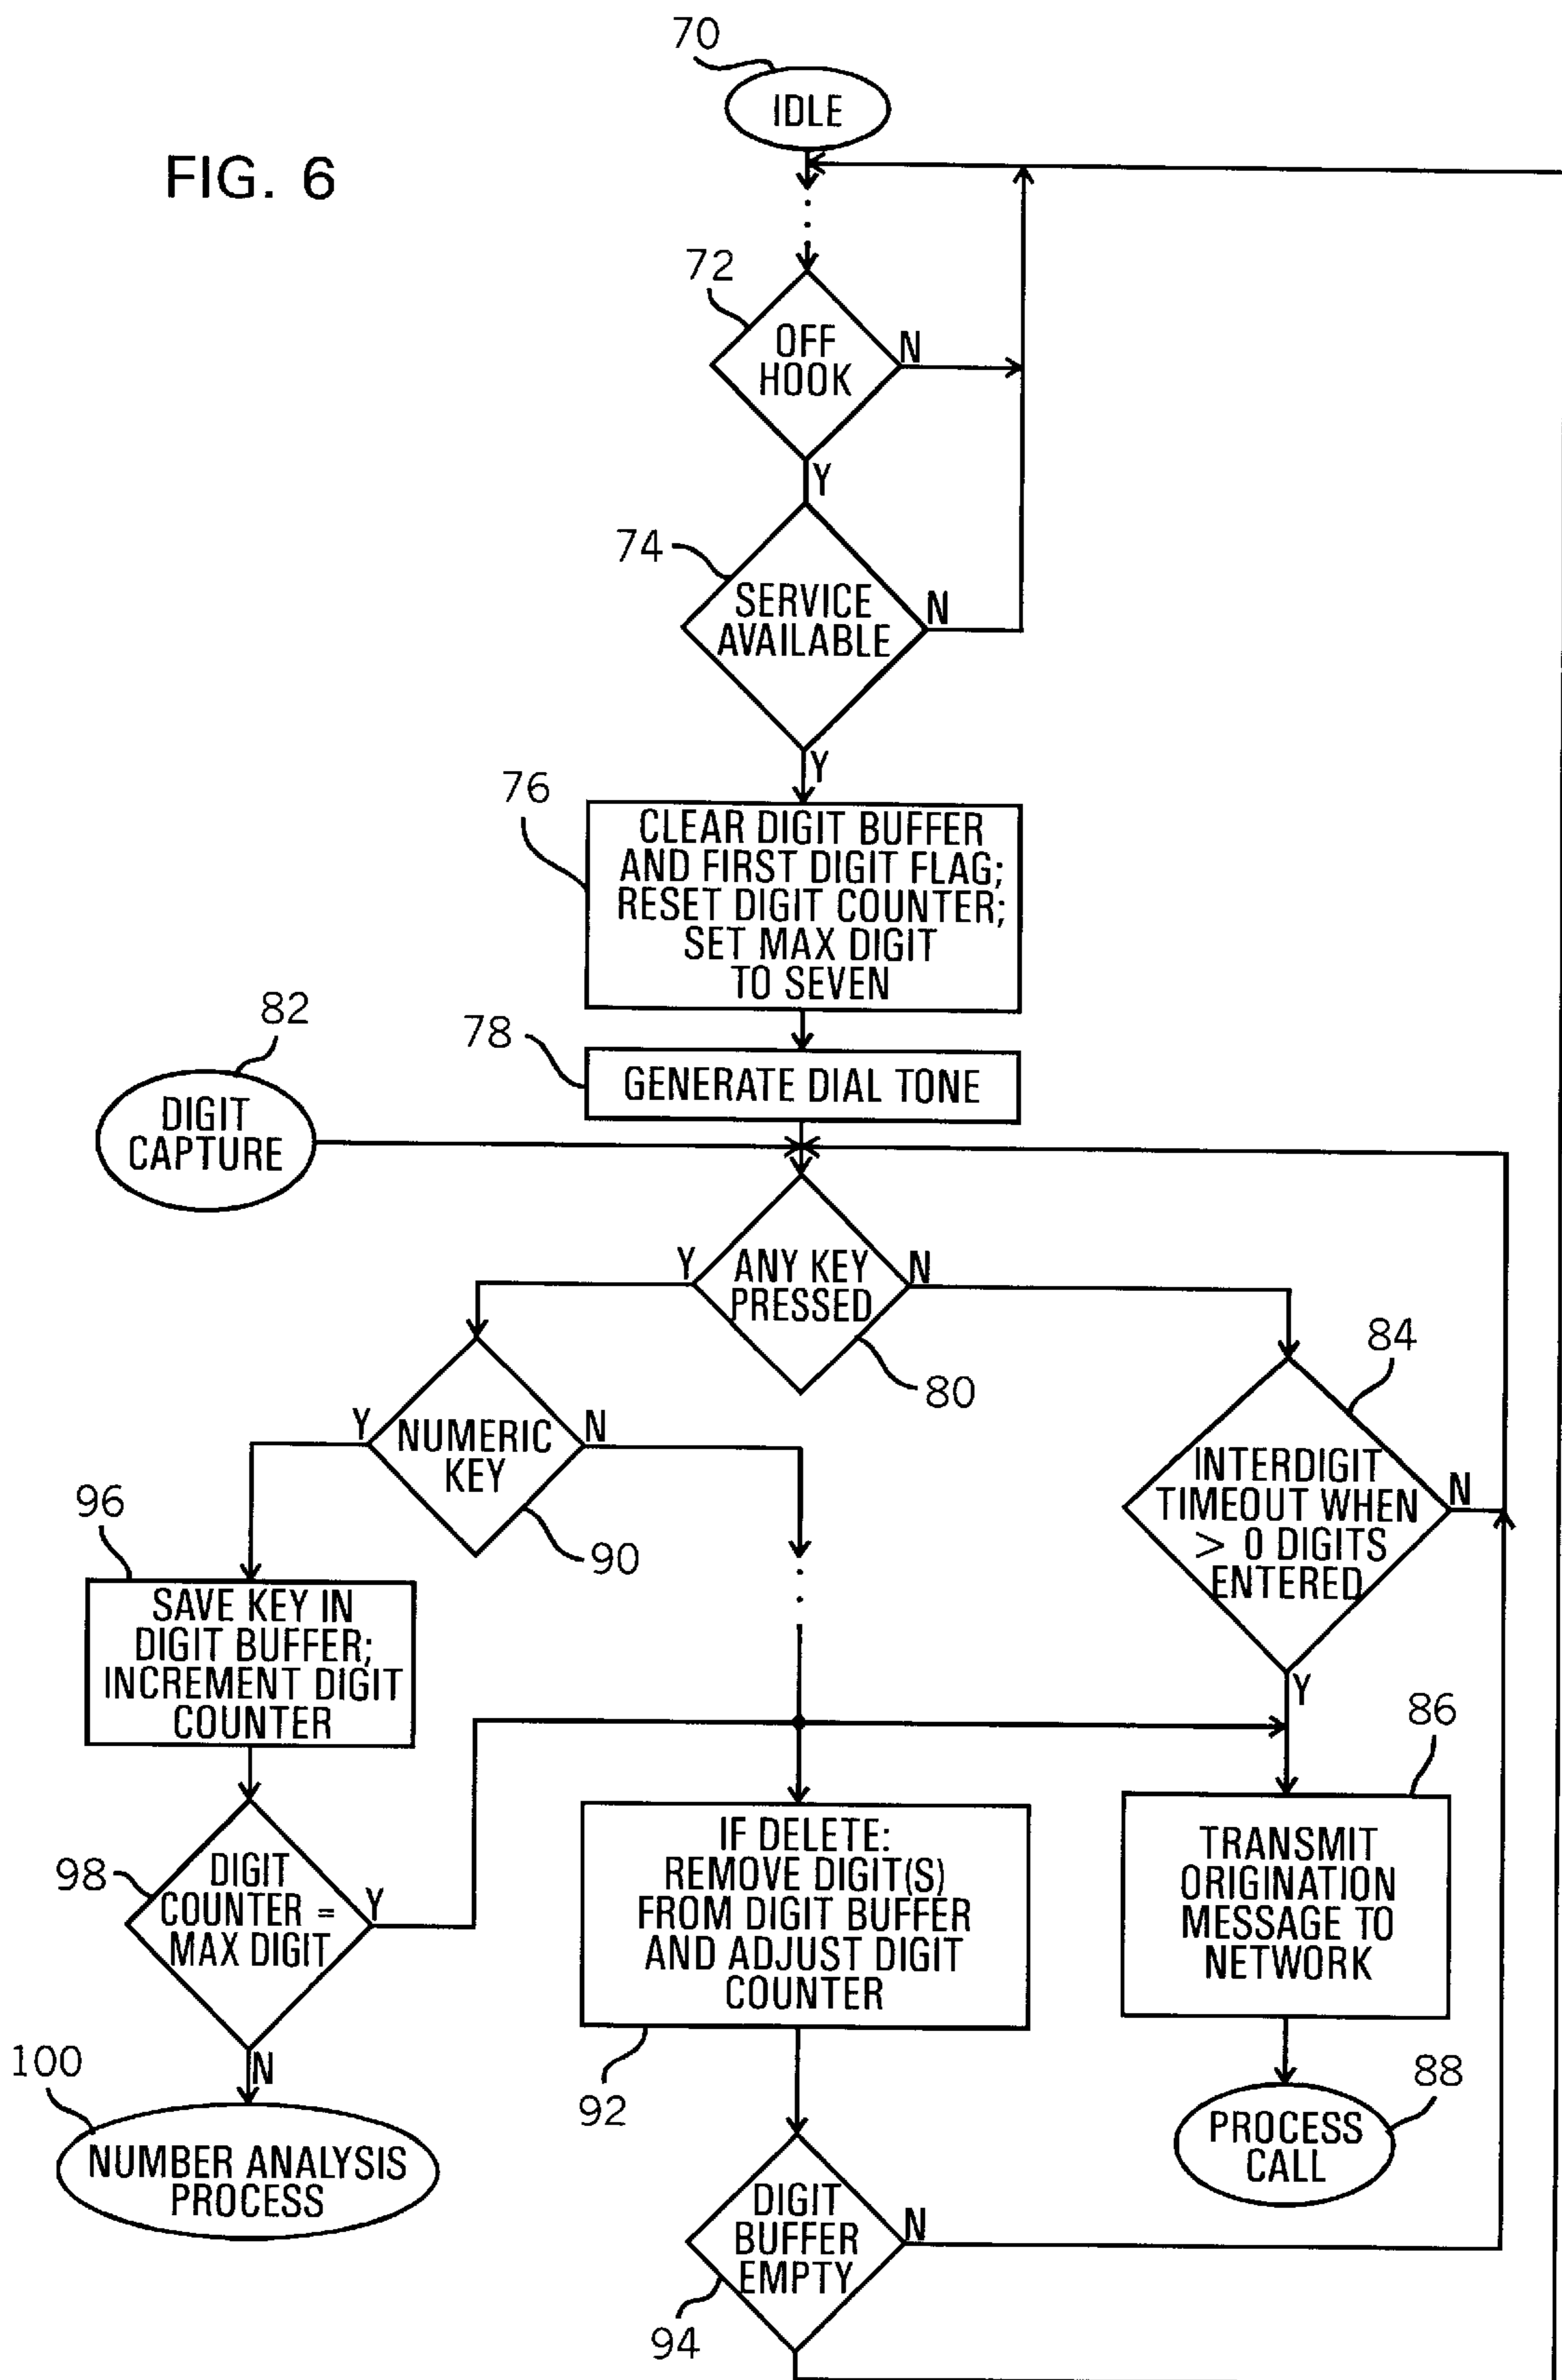 70
IDLE
FIG. 6
72
OFF
HOOK
N
Y
74
SERVICE
AVAILABLE
N
Y
76
CLEAR DIGIT BUFFER
AND FIRST DIGIT FLAG;
RESET DIGIT COUNTER;
SET MAX DIGIT
TO SEVEN
82
78
GENERATE DIAL TONE
DIGIT
CAPTURE
Y
ANY KEY
PRESSED
N
80
84
Y
NUMERIC
KEY
N
90
INTERDIGIT
TIMEOUT WHEN
> 0 DIGITS
ENTERED
N
Y
96
SAVE KEY IN
DIGIT BUFFER;
INCREMENT DIGIT
COUNTER
86
98
DIGIT
COUNTER =
MAX DIGIT
Y
N
IF DELETE:
REMOVE DIGIT(S)
FROM DIGIT BUFFER
AND ADJUST DIGIT
COUNTER
92
TRANSMIT
ORIGINATION
MESSAGE TO
NETWORK
88
PROCESS
CALL
100
NUMBER ANALYSIS
PROCESS
DIGIT
BUFFER
EMPTY
N
94